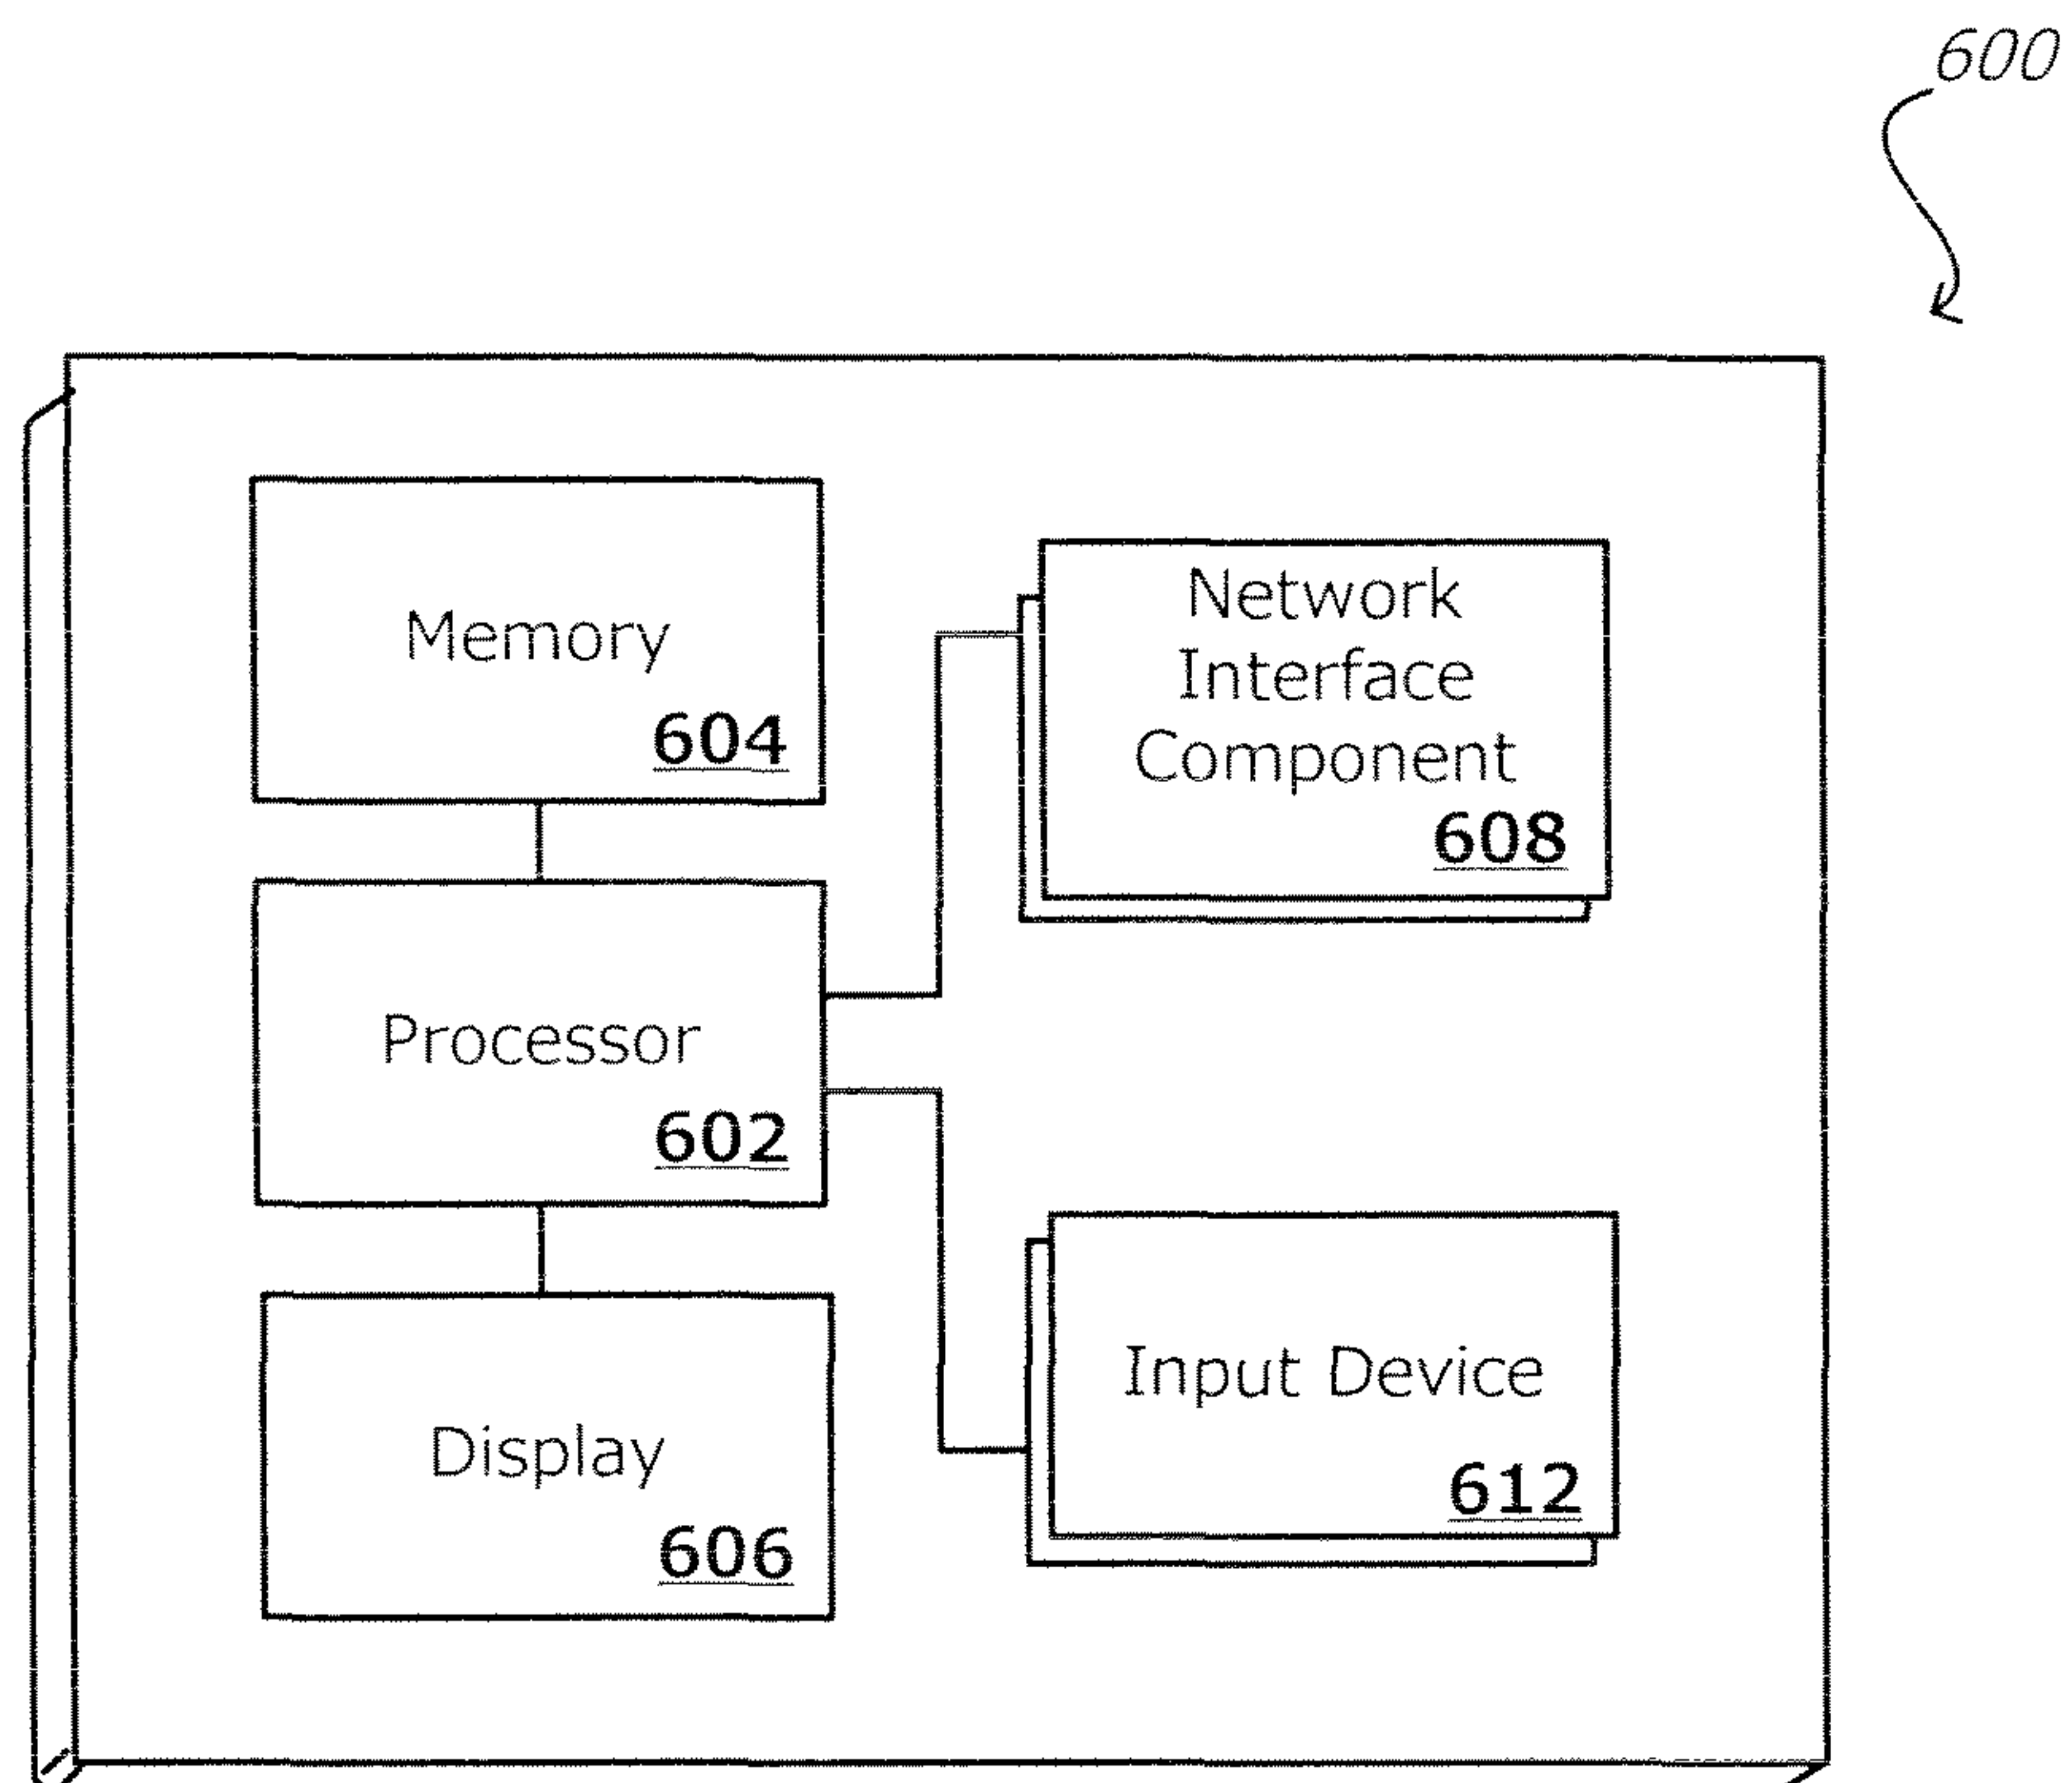 600
Memory
604
Network
Interface
Component
608
Processor
602
Input Device
612
Display
606